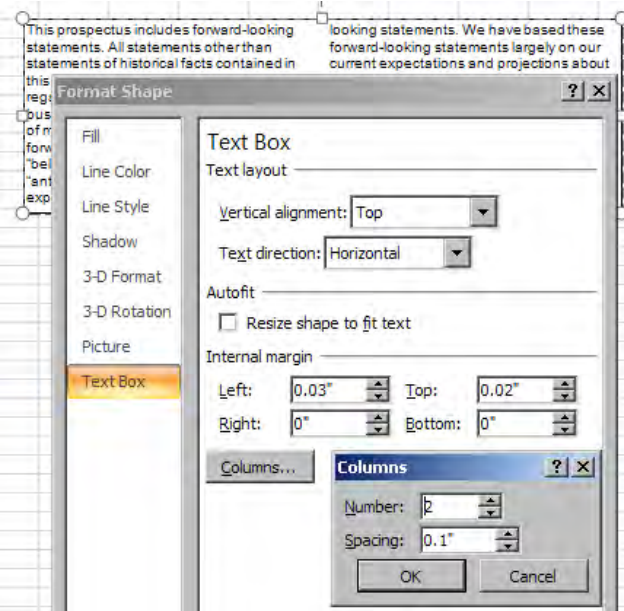 This prospectus includes forward-looking
statements. All statements other than
statements of historical facts contained in
this
looking statements. We have based these
forward-looking statements largely on our
current expectations and projections about
Format Shape
Fill
Line Color
Line Style
Shadow
3-D Format
3-D Rotation
Picture
Text Box
Text Box
Text layout
Vertical alignment: Top
Text direction: Horizontal
Autofit
Resize shape to fit text
Internal margin
Left: 0.03" Top: 0.02"
Right: 0" Bottom: 0"
Columns...
Columns
Number: 2
Spacing: 0.1"
OK Cancel